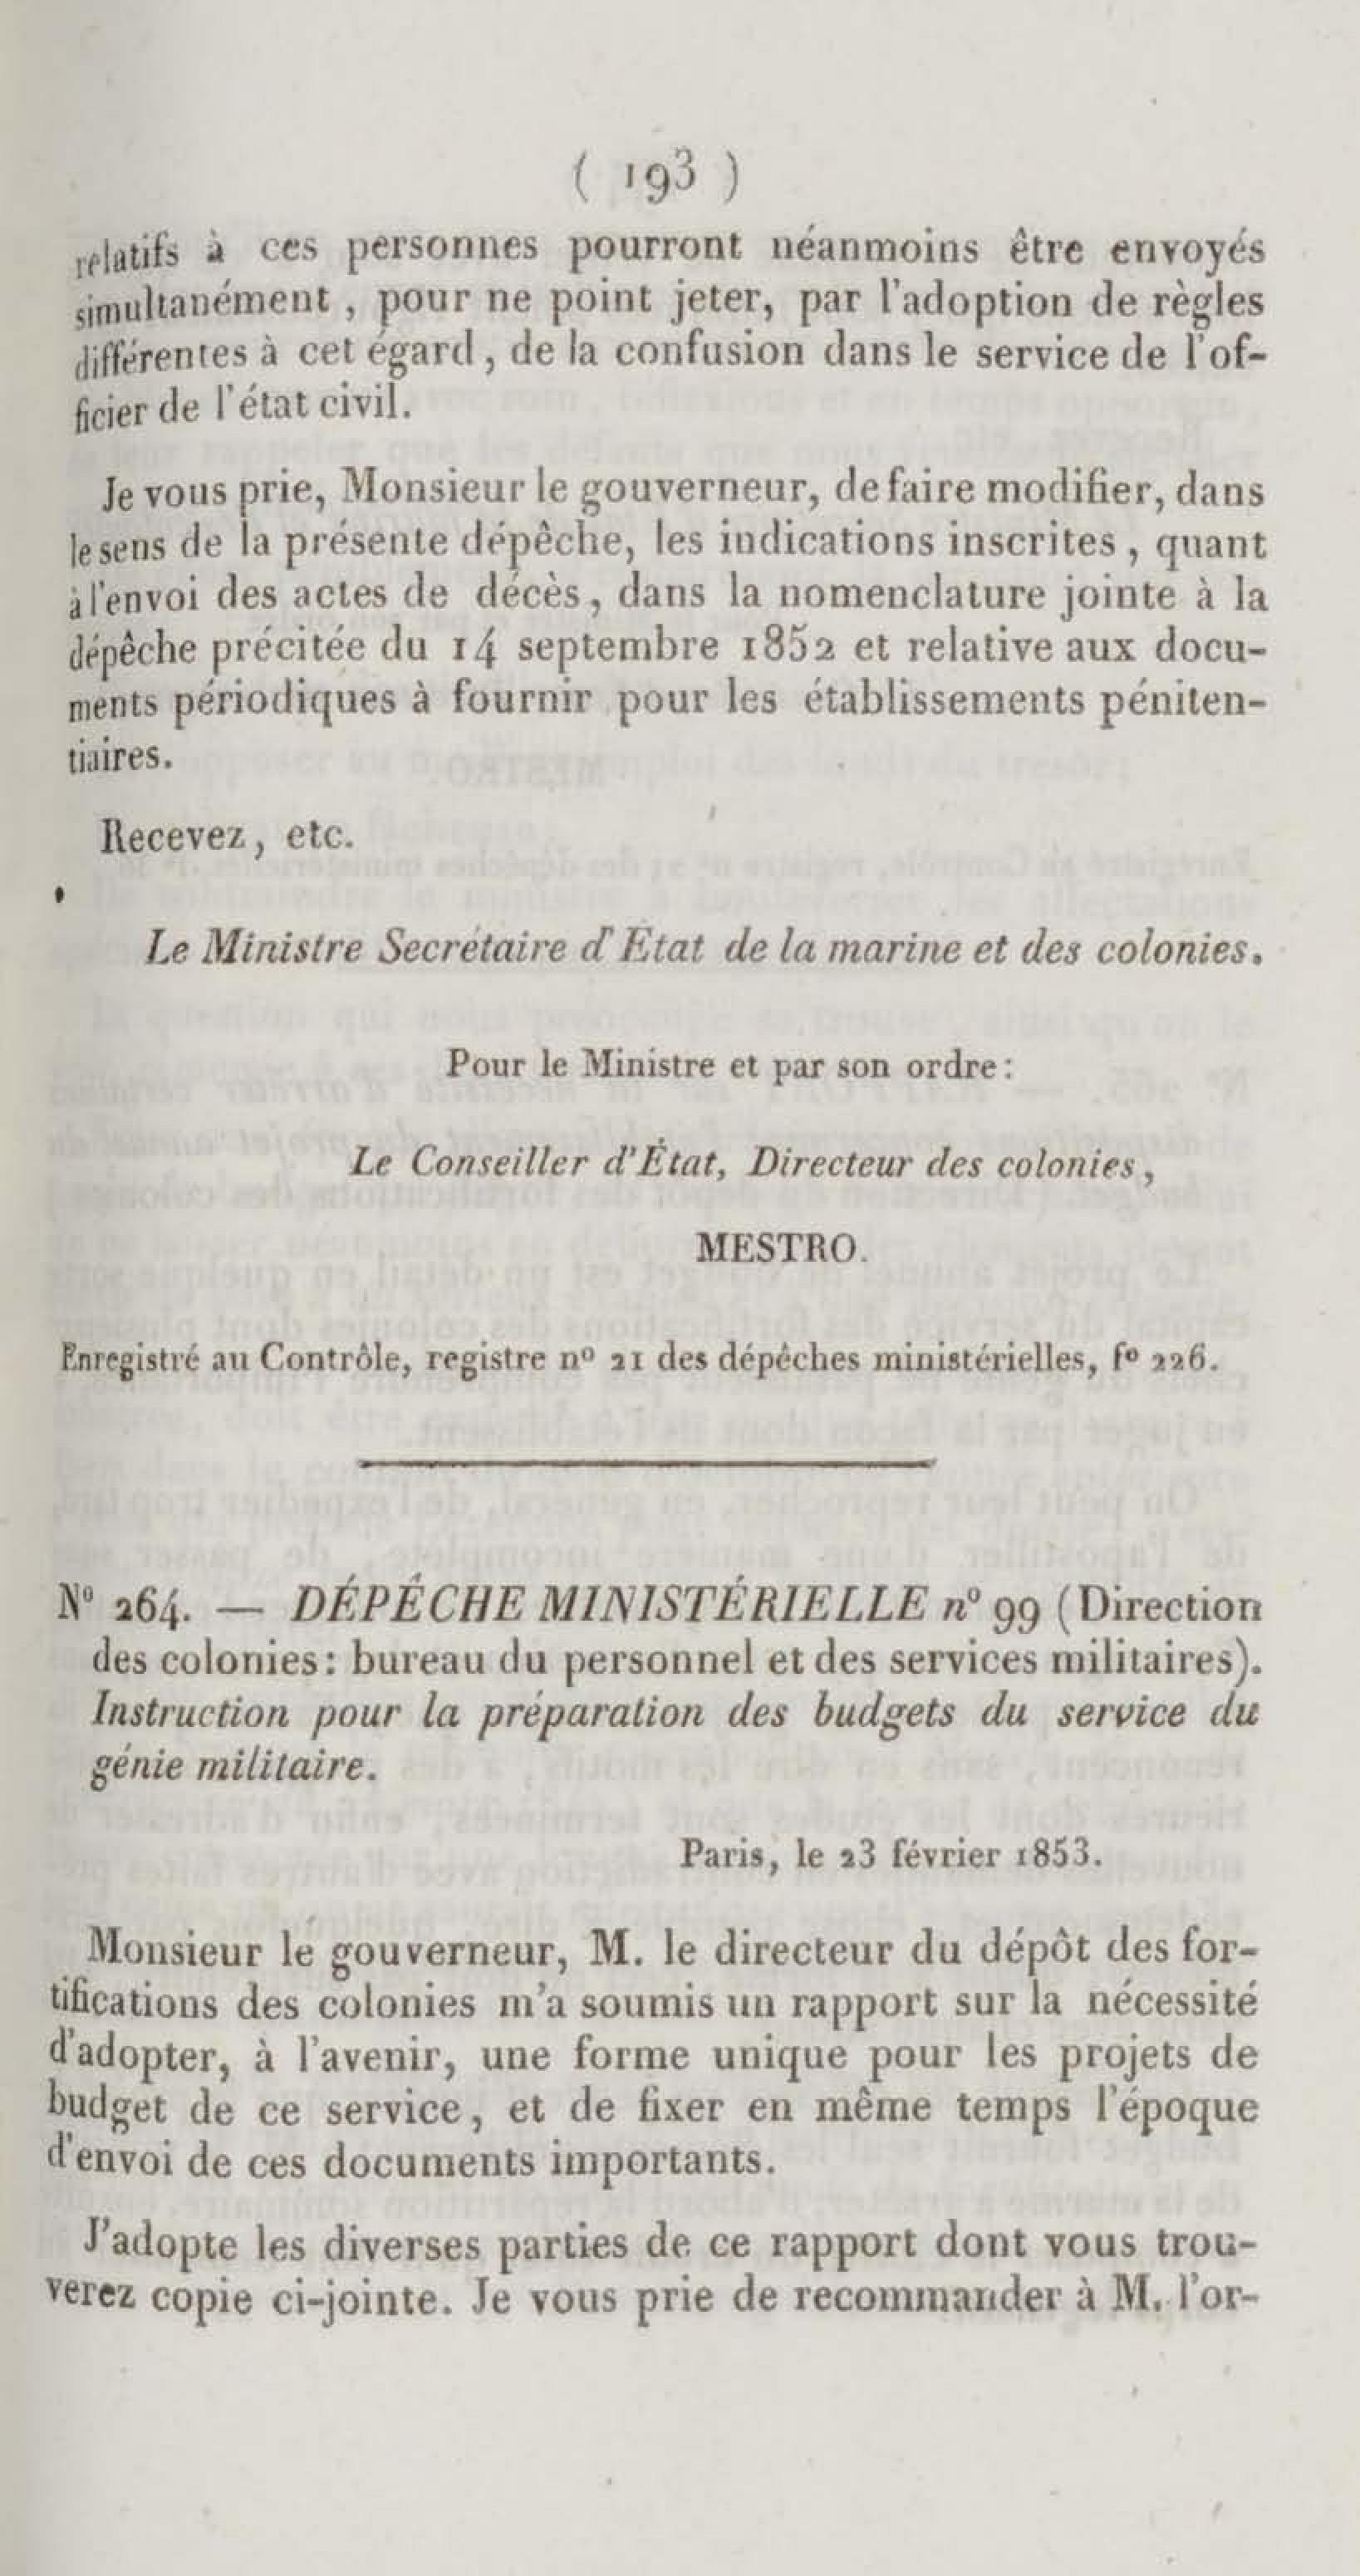 ( 193 )
relatifs à ces personnes pourront néanmoins être envoyés
simultanément, pour ne point jeter, par l'adoption de règles
différentes à cet égard, de la confusion dans le service de l'of-
ficier de l'état civil.
Je vous prie, Monsieur le gouverneur, de faire modifier, dans
le sens de la présente dépêche, les indications inscrites, quant
à l'envoi des actes de décès, dans la nomenclature jointe à la
dépêche précitée du 14 septembre 1852 et relative aux docu-
ments périodiques à fournir pour les établissements péniten-
tiaires.
Recevez, etc.
Le Ministre Secrétaire d'État de la marine et des colonies.
Pour le Ministre et par son ordre:
Le Conseiller d'État, Directeur des colonies,
MESTRO.
Enregistré au Contrôle, registre nº 21 des dépêches ministérielles, fº 226.
Nº 264. — DÉPÊCHE MINISTÉRIELLE nº 99 (Direction
des colonies: bureau du personnel et des services militaires).
Instruction pour la préparation des budgets du service du
génie militaire.
Paris, le 23 février 1853.
Monsieur le gouverneur, M. le directeur du dépôt des for-
tifications des colonies m'a soumis un rapport sur la nécessité
d'adopter, à l'avenir, une forme unique pour les projets de
budget de ce service, et de fixer en même temps l'époque
d'envoi de ces documents importants.
J'adopte les diverses parties de ce rapport dont vous trou-
verez copie ci-jointe. Je vous prie de recommander à M. l'or-